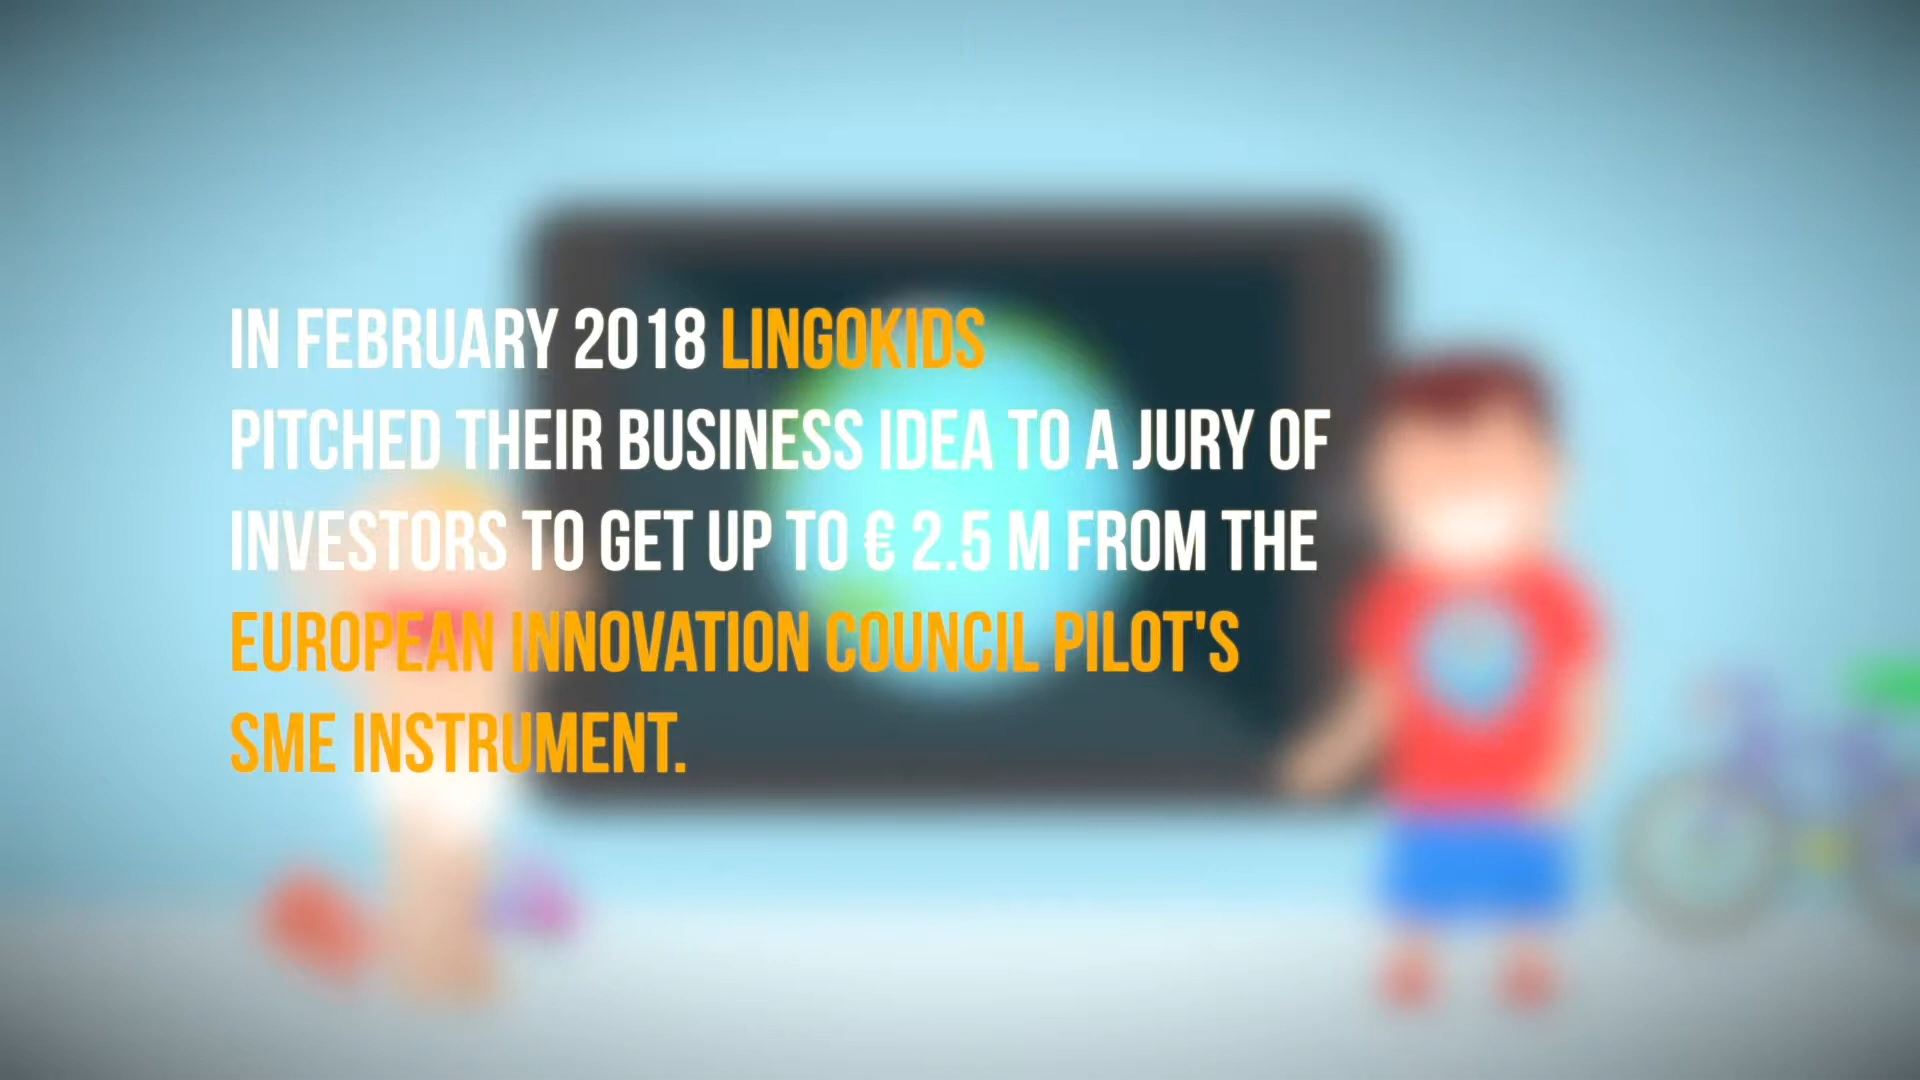 IN FEBRUARY 2018 LINGOKIDS
PITCHED THEIR BUSINESS IDEA TO A JURY OF
INVESTORS TO GET UP TO € 2.5 M FROM THE
EUROPEAN INNOVATION COUNCIL PILOT'S
SME INSTRUMENT.